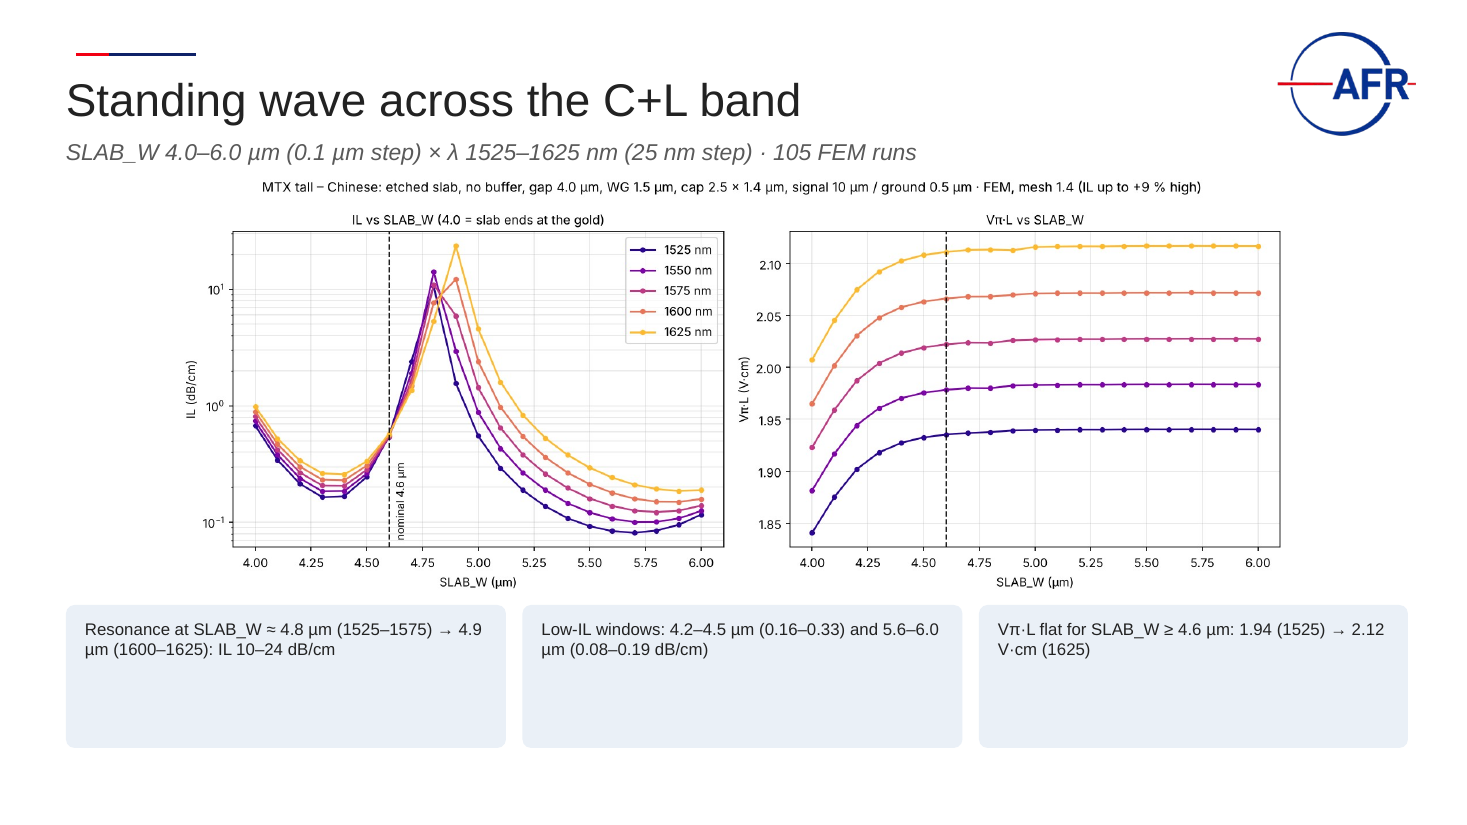 AFR
Standing wave across the C+L band
SLAB_W 4.0–6.0 µm (0.1 µm step) × λ 1525–1625 nm (25 nm step) · 105 FEM runs
MTX tall – Chinese: etched slab, no buffer, gap 4.0 µm, WG 1.5 µm, cap 2.5 × 1.4 µm, signal 10 µm / ground 0.5 µm · FEM, mesh 1.4 (IL up to +9 % high)
IL vs SLAB_W (4.0 = slab ends at the gold)
1525 nm
1550 nm
1575 nm
1600 nm
1625 nm
10¹
10⁰
10⁻¹
IL (dB/cm)
nominal 4.6 µm
4.00 4.25 4.50 4.75 5.00 5.25 5.50 5.75 6.00
SLAB_W (µm)
Vπ·L vs SLAB_W
2.10
2.05
2.00
1.95
1.90
1.85
Vπ·L (V·cm)
4.00 4.25 4.50 4.75 5.00 5.25 5.50 5.75 6.00
SLAB_W (µm)
Resonance at SLAB_W ≈ 4.8 µm (1525–1575) → 4.9
µm (1600–1625): IL 10–24 dB/cm
Low-IL windows: 4.2–4.5 µm (0.16–0.33) and 5.6–6.0
µm (0.08–0.19 dB/cm)
Vπ·L flat for SLAB_W ≥ 4.6 µm: 1.94 (1525) → 2.12
V·cm (1625)